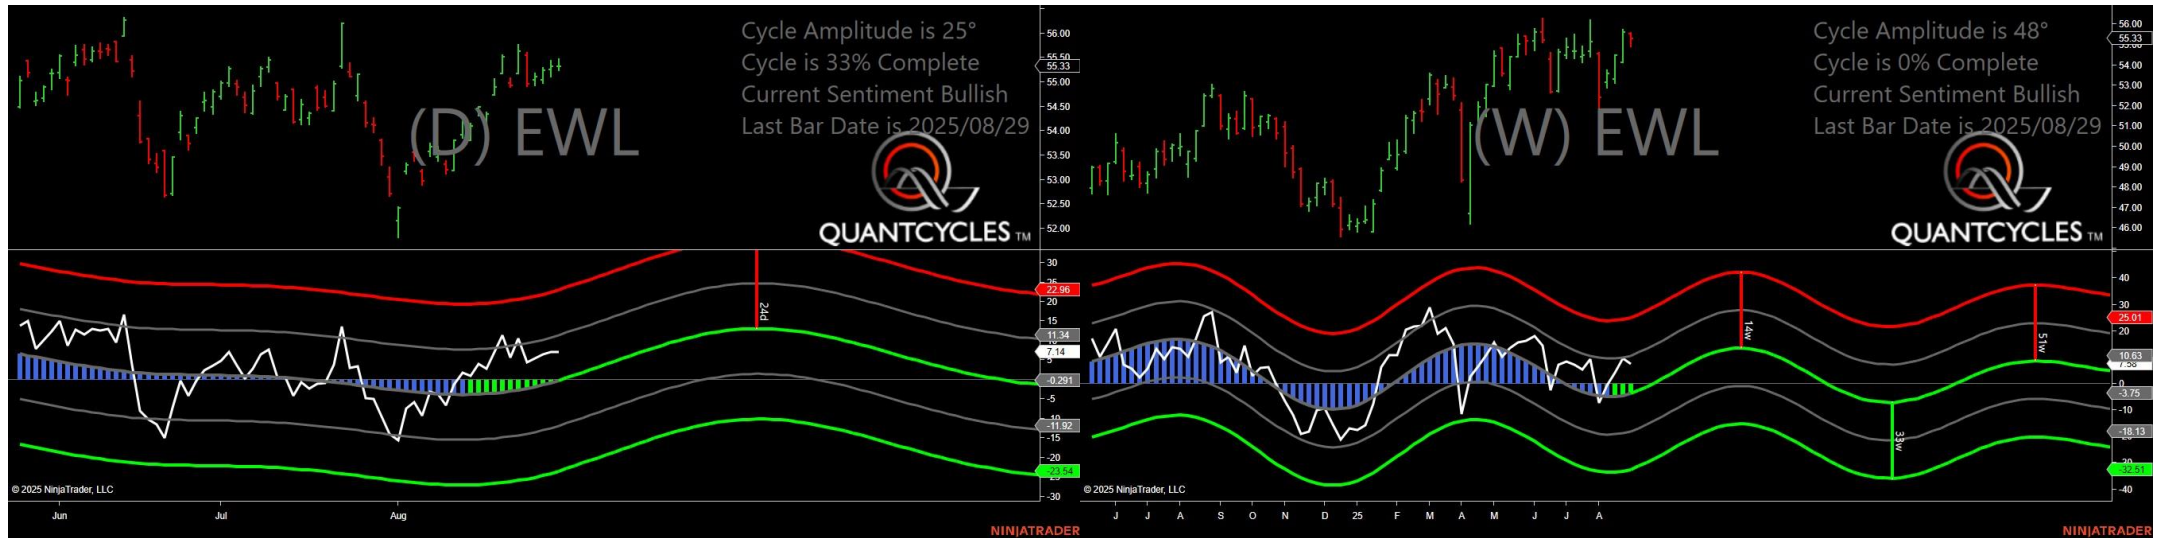 Cycle Amplitude is 25°
Cycle is 33% Complete
Current Sentiment Bullish
Last Bar Date is 2025/08/29
(D) EWL
QUANTCYCLES TM
56.00
55.50
55.33
55.00
54.50
54.00
53.50
53.00
52.50
52.00
24d
30
22.96
20
15
11.34
7.14
-0.291
-5
-11.92
-15
-23.54
-30
© 2025 NinjaTrader, LLC
Jun Jul Aug
NINJATRADER
Cycle Amplitude is 48°
Cycle is 0% Complete
Current Sentiment Bullish
Last Bar Date is 2025/08/29
(W) EWL
QUANTCYCLES TM
56.00
55.33
54.00
53.00
52.00
51.00
50.00
49.00
48.00
47.00
46.00
14w
51w
33w
40
30
25.01
20
10.63
7.58
0
-3.75
-10
-18.13
-32.51
-40
© 2025 NinjaTrader, LLC
J J A S O N D 25 F M A M J J A
NINJATRADER